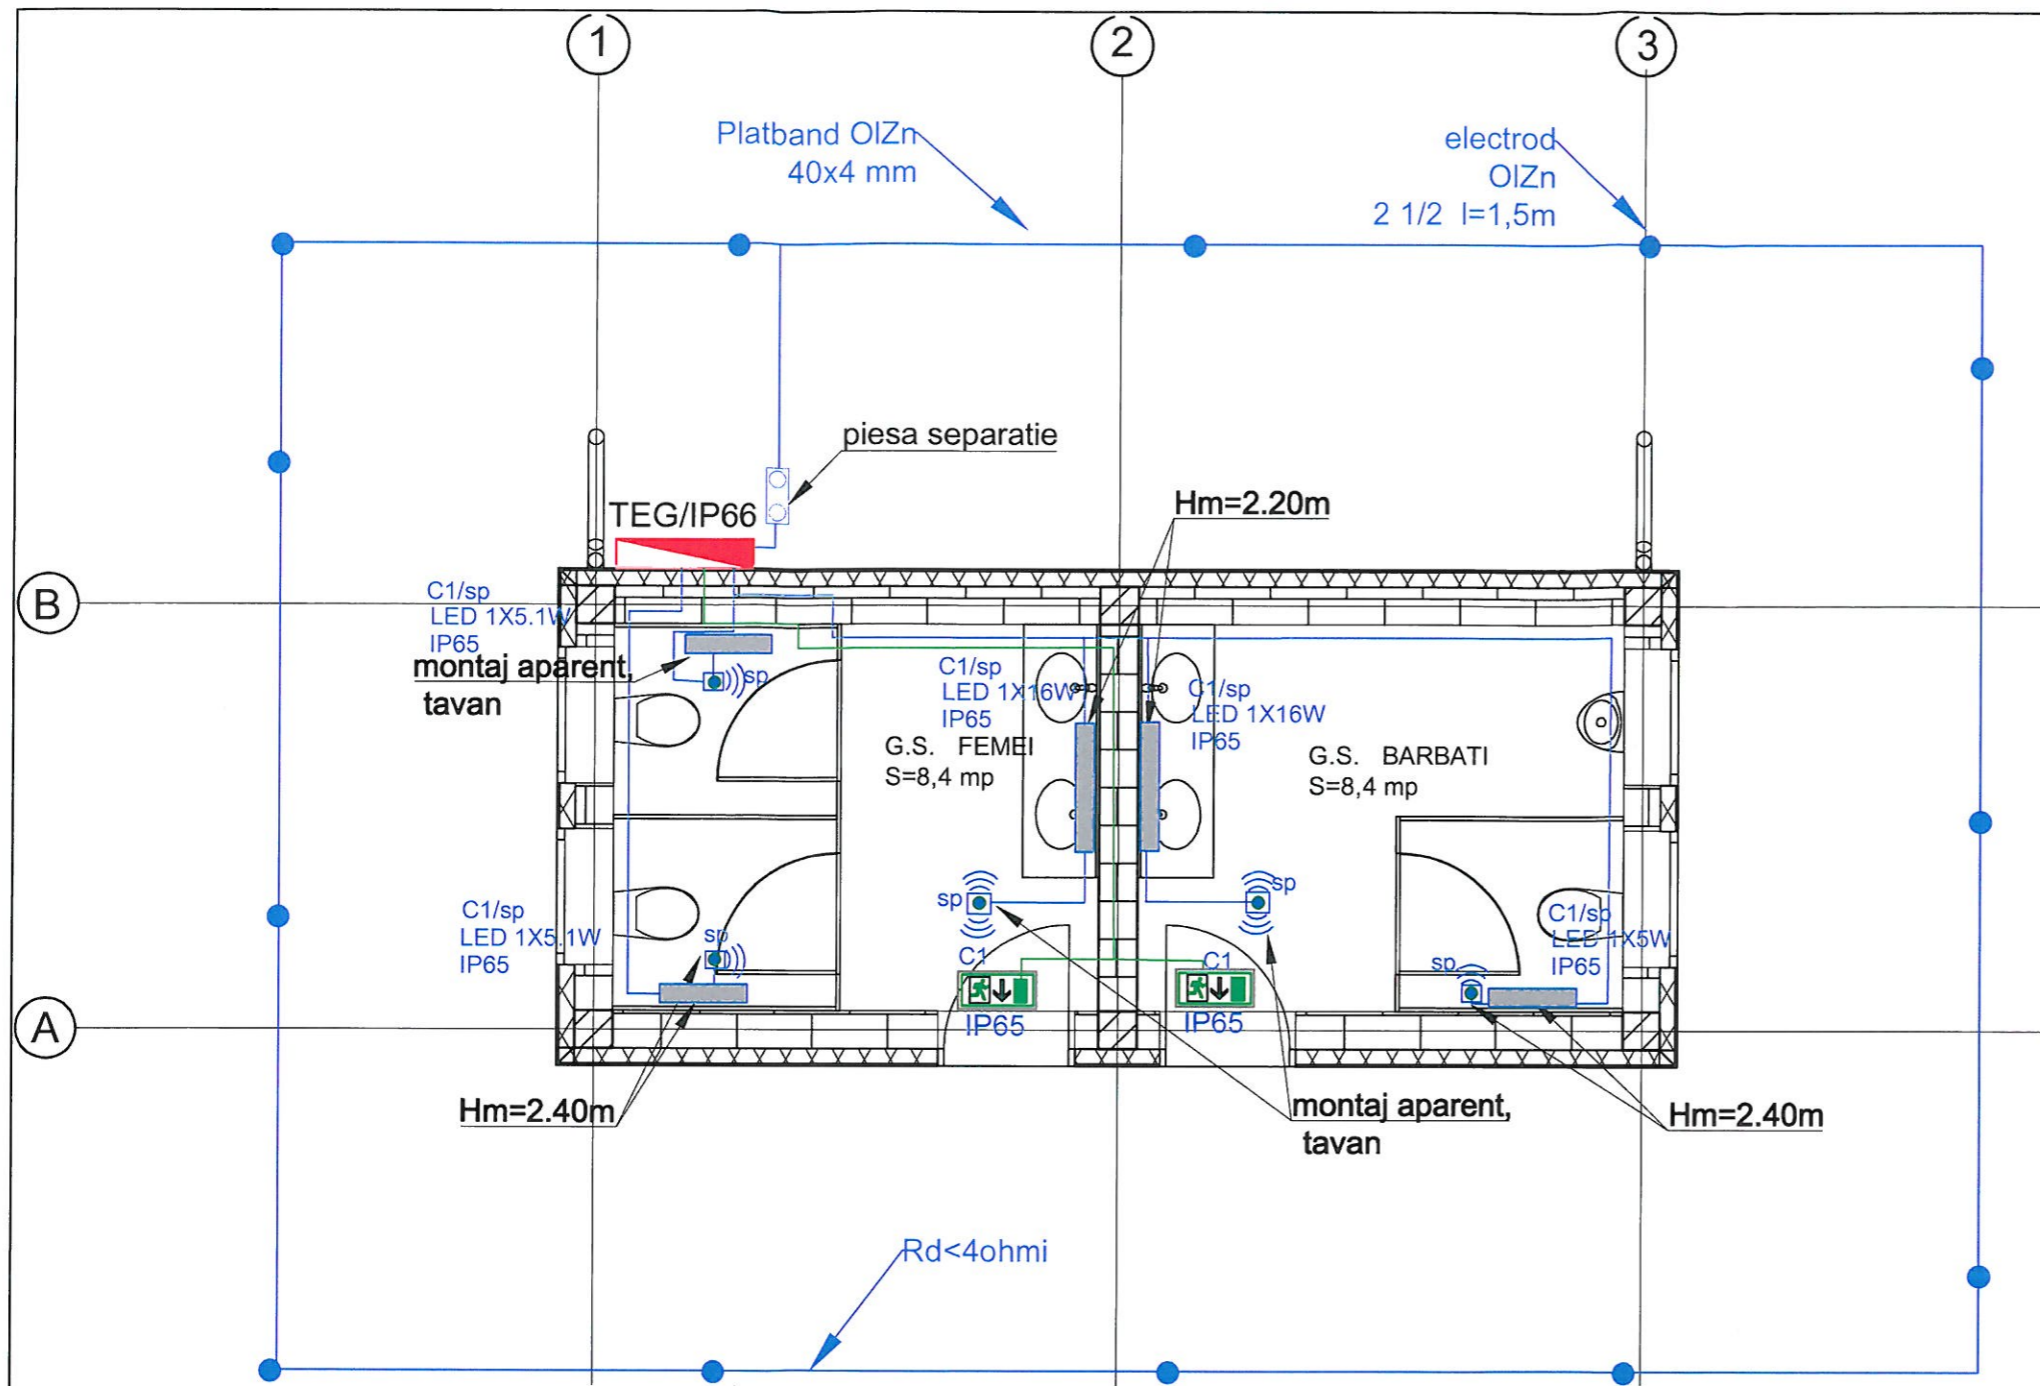 1
2
3
Platband OlZn
40x4 mm
electrod
OlZn
2 1/2 l=1,5m
piesa separatie
TEG/IP66
Hm=2.20m
B
C1/sp
LED 1X5.1W
IP65
montaj aparent,
tavan
sp
C1/sp
LED 1X16W
IP65
C1/sp
LED 1X16W
IP65
G.S. FEMEI
S=8,4 mp
G.S. BARBATI
S=8,4 mp
C1/sp
LED 1X5.1W
IP65
sp
sp
sp
C1/sp
LED 1X5W
IP65
sp
C1
C1
IP65
IP65
A
Hm=2.40m
montaj aparent,
tavan
Hm=2.40m
Rd<4ohmi